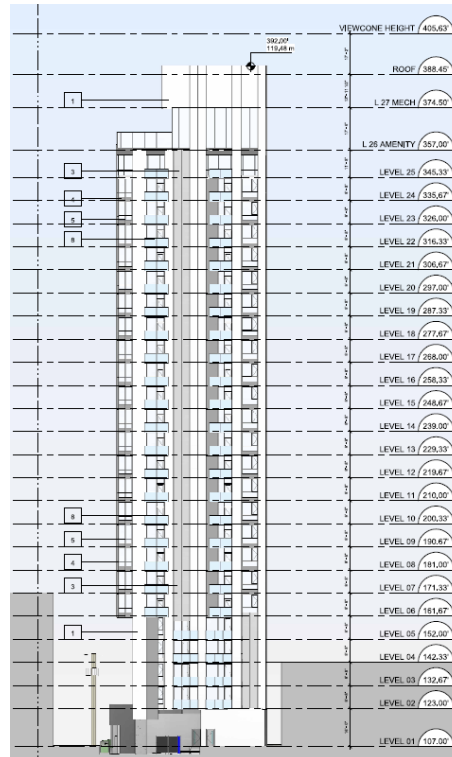 VIEWCONE HEIGHT 405,63'
392,00'
119,48 m
ROOF 388.45'
1
L 27 MECH 374.50'
L 26 AMENITY 357,00'
3
LEVEL 25 345.33'
4
LEVEL 24 335,67'
5
LEVEL 23 326,00'
8
LEVEL 22 316.33'
LEVEL 21 306,67'
LEVEL 20 297.00'
LEVEL 19 287.33'
LEVEL 18 277,67'
LEVEL 17 268,00'
LEVEL 16 258,33'
LEVEL 15 248,67'
LEVEL 14 239.00'
LEVEL 13 229,33'
LEVEL 12 219.67'
LEVEL 11 210,00'
8
LEVEL 10 200,33'
5
LEVEL 09 190.67'
4
LEVEL 08 181,00'
3
LEVEL 07 171.33'
LEVEL 06 161,67'
1
LEVEL 05 152,00'
LEVEL 04 142.33'
LEVEL 03 132,67'
LEVEL 02 123,00'
LEVEL 01 107.00'